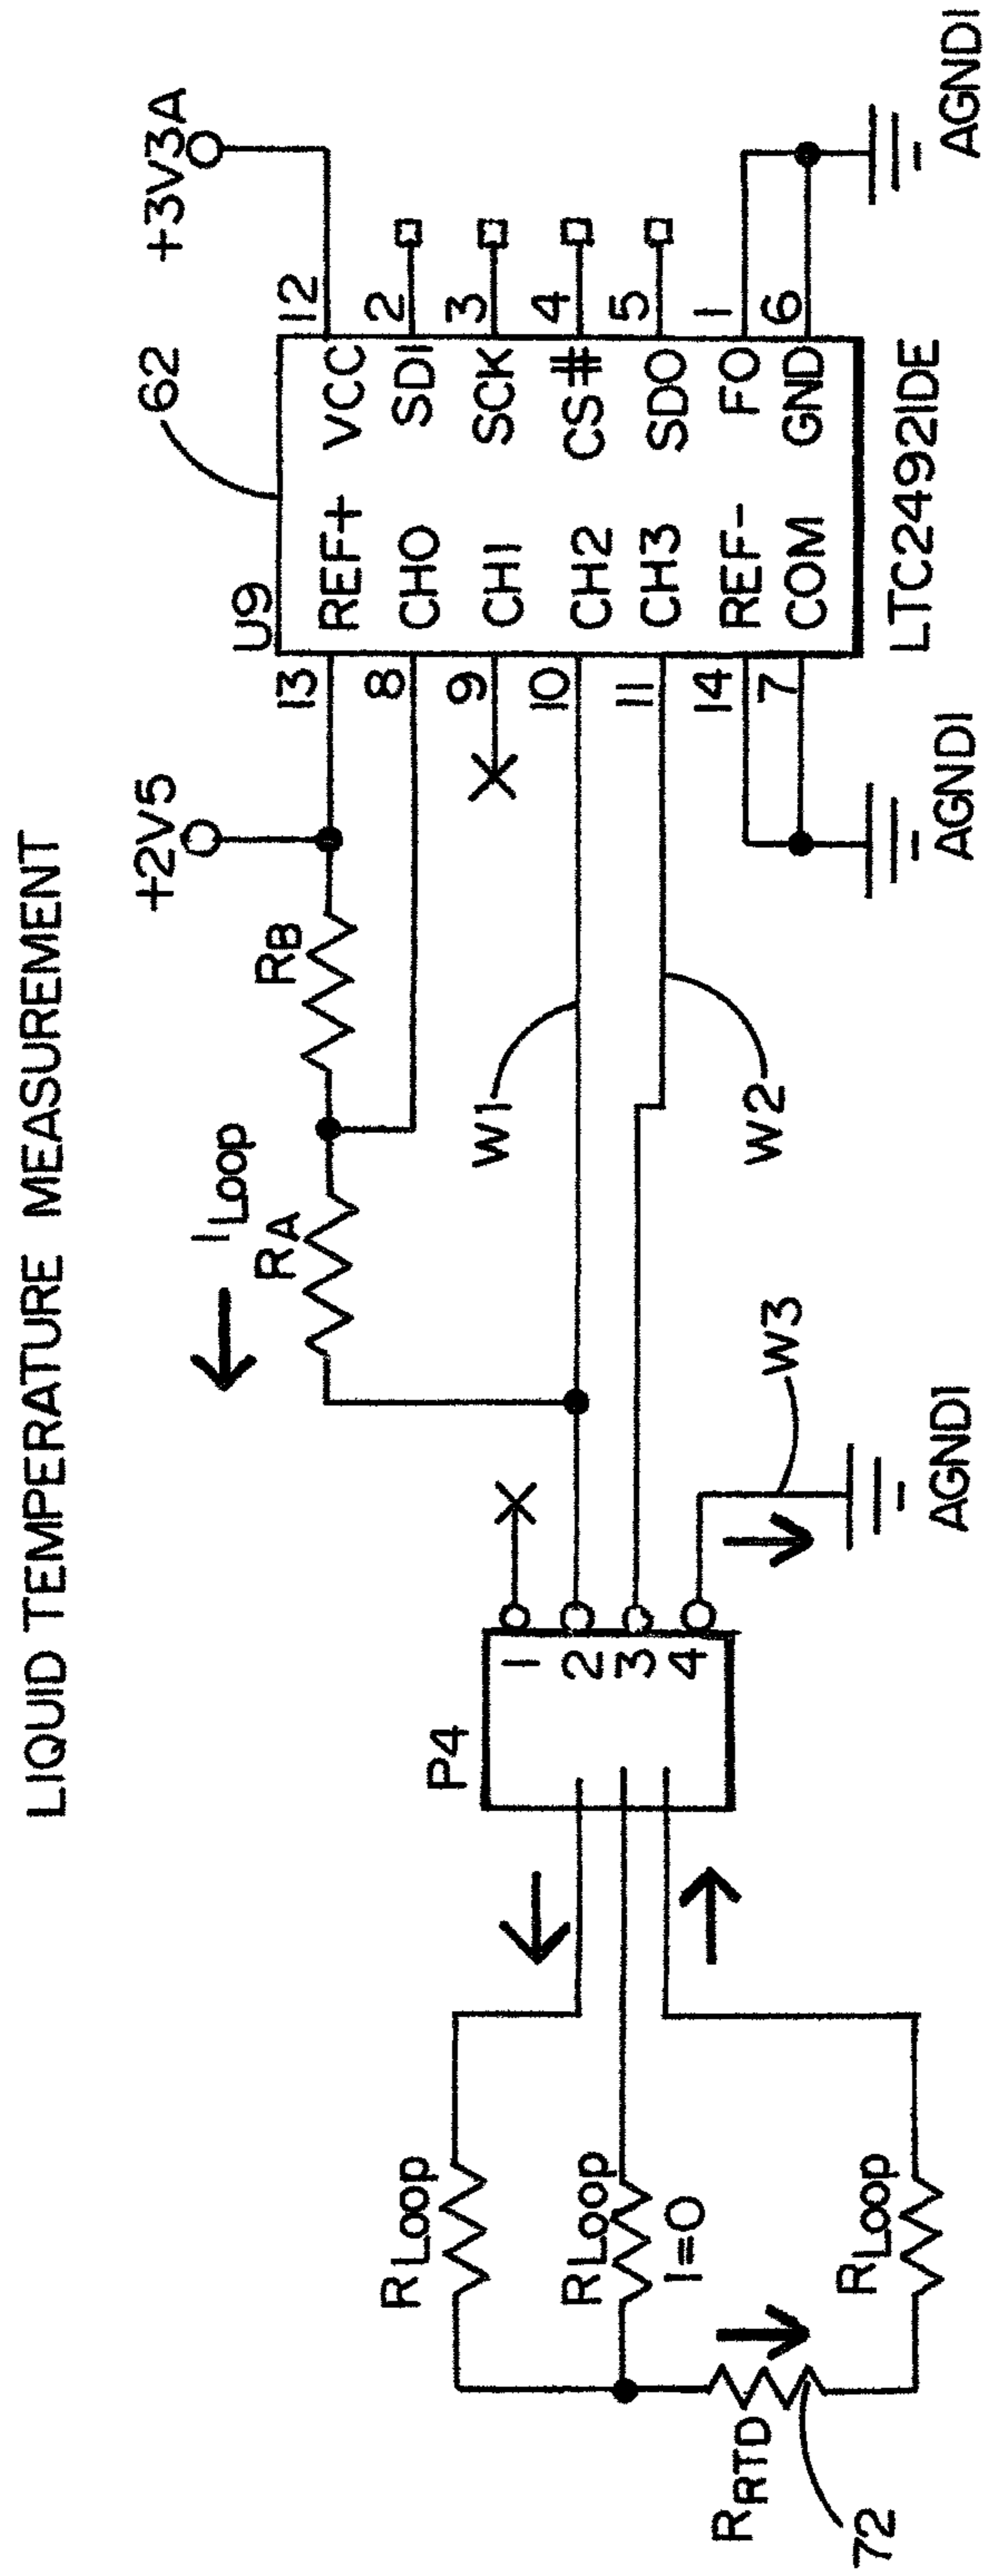 LIQUID TEMPERATURE MEASUREMENT
+2V5
+3V3A
62
U9
ILoop
RA
RB
13
REF+
VCC
12
8
CH0
SDI
2
9
CH1
SCK
3
10
CH2
CS#
4
11
CH3
SDO
5
14
REF-
FO
1
7
COM
GND
6
LTC2492IDE
AGND1
AGND1
W1
W2
W3
AGND1
P4
1
2
3
4
RLoop
RLoop
I=0
RLoop
RRTD
72